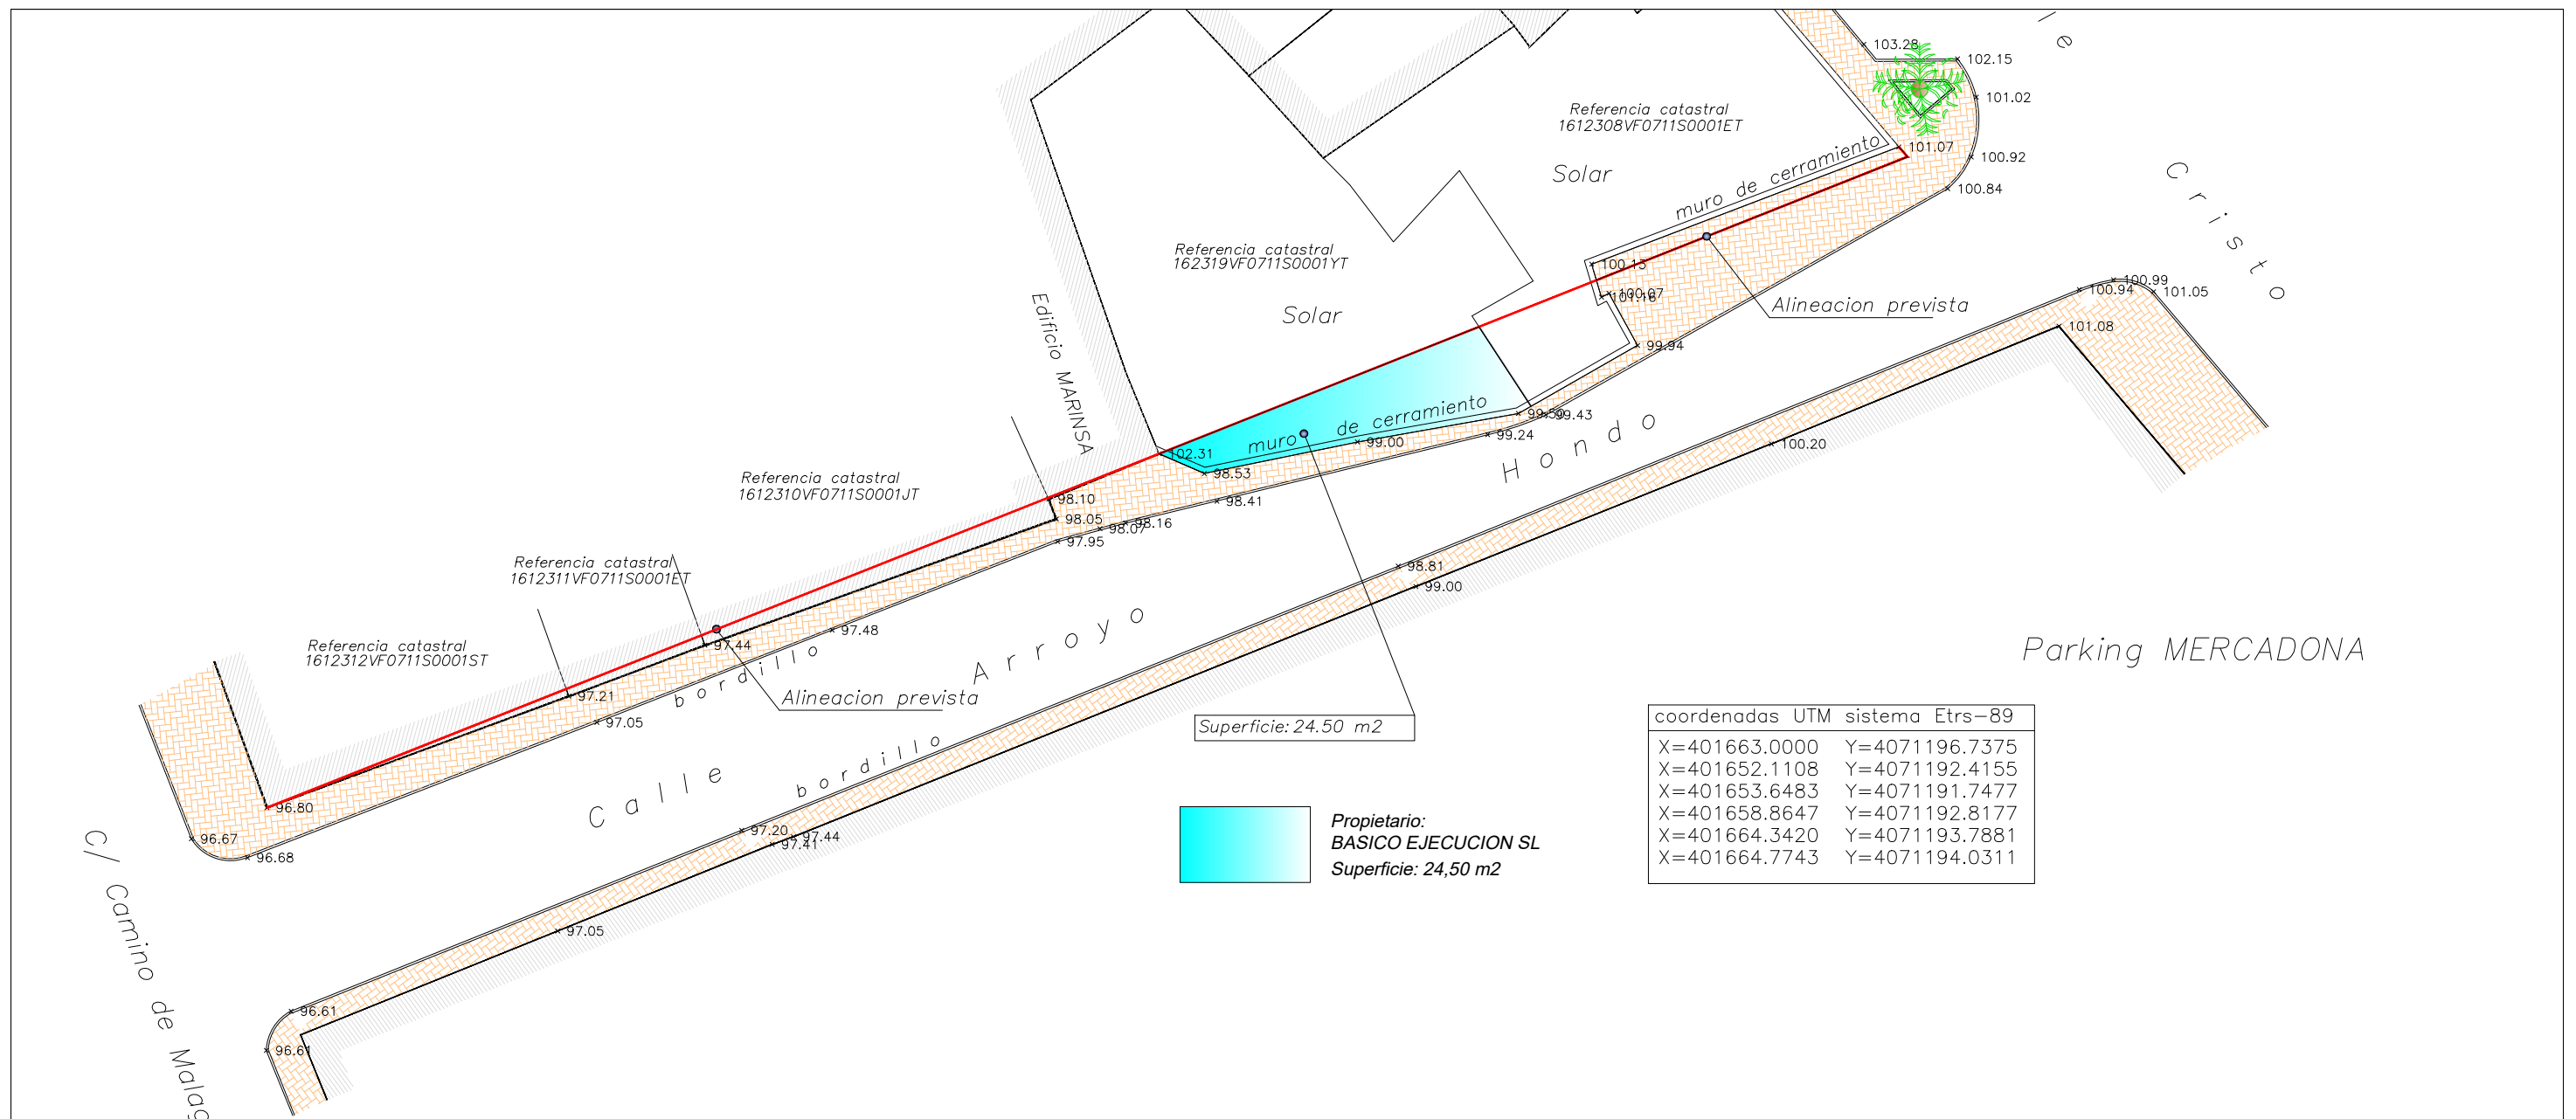 l e
103.28
102.15
101.02
Referencia catastral
1612308VF0711S0001ET
101.07
muro de cerramiento
100.92
Solar
100.84
C r i s t o
Referencia catastral
162319VF0711S0001YT
100.13
100.07
101.16
100.99
100.94
101.05
Edificio MARINSA
Solar
Alineacion prevista
101.08
99.94
muro de cerramiento
99.50
99.43
99.24
99.00
H o n d o
100.20
102.31
98.53
Referencia catastral
1612310VF0711S0001JT
98.10
98.41
98.05
98.16
98.07
97.95
Referencia catastral
1612311VF0711S0001ET
98.81
99.00
A r r o y o
97.48
97.44
Referencia catastral
1612312VF0711S0001ST
bordillo
Parking MERCADONA
97.21
Alineacion prevista
97.05
Superficie: 24.50 m2
coordenadas UTM sistema Etrs-89
X=401663.0000 Y=4071196.7375
X=401652.1108 Y=4071192.4155
X=401653.6483 Y=4071191.7477
X=401658.8647 Y=4071192.8177
X=401664.3420 Y=4071193.7881
X=401664.7743 Y=4071194.0311
bordillo
C a l l e
96.80
Propietario:
BASICO EJECUCION SL
Superficie: 24,50 m2
97.20
97.44
97.41
96.67
96.68
C/ Camino de Malag
97.05
96.61
96.61